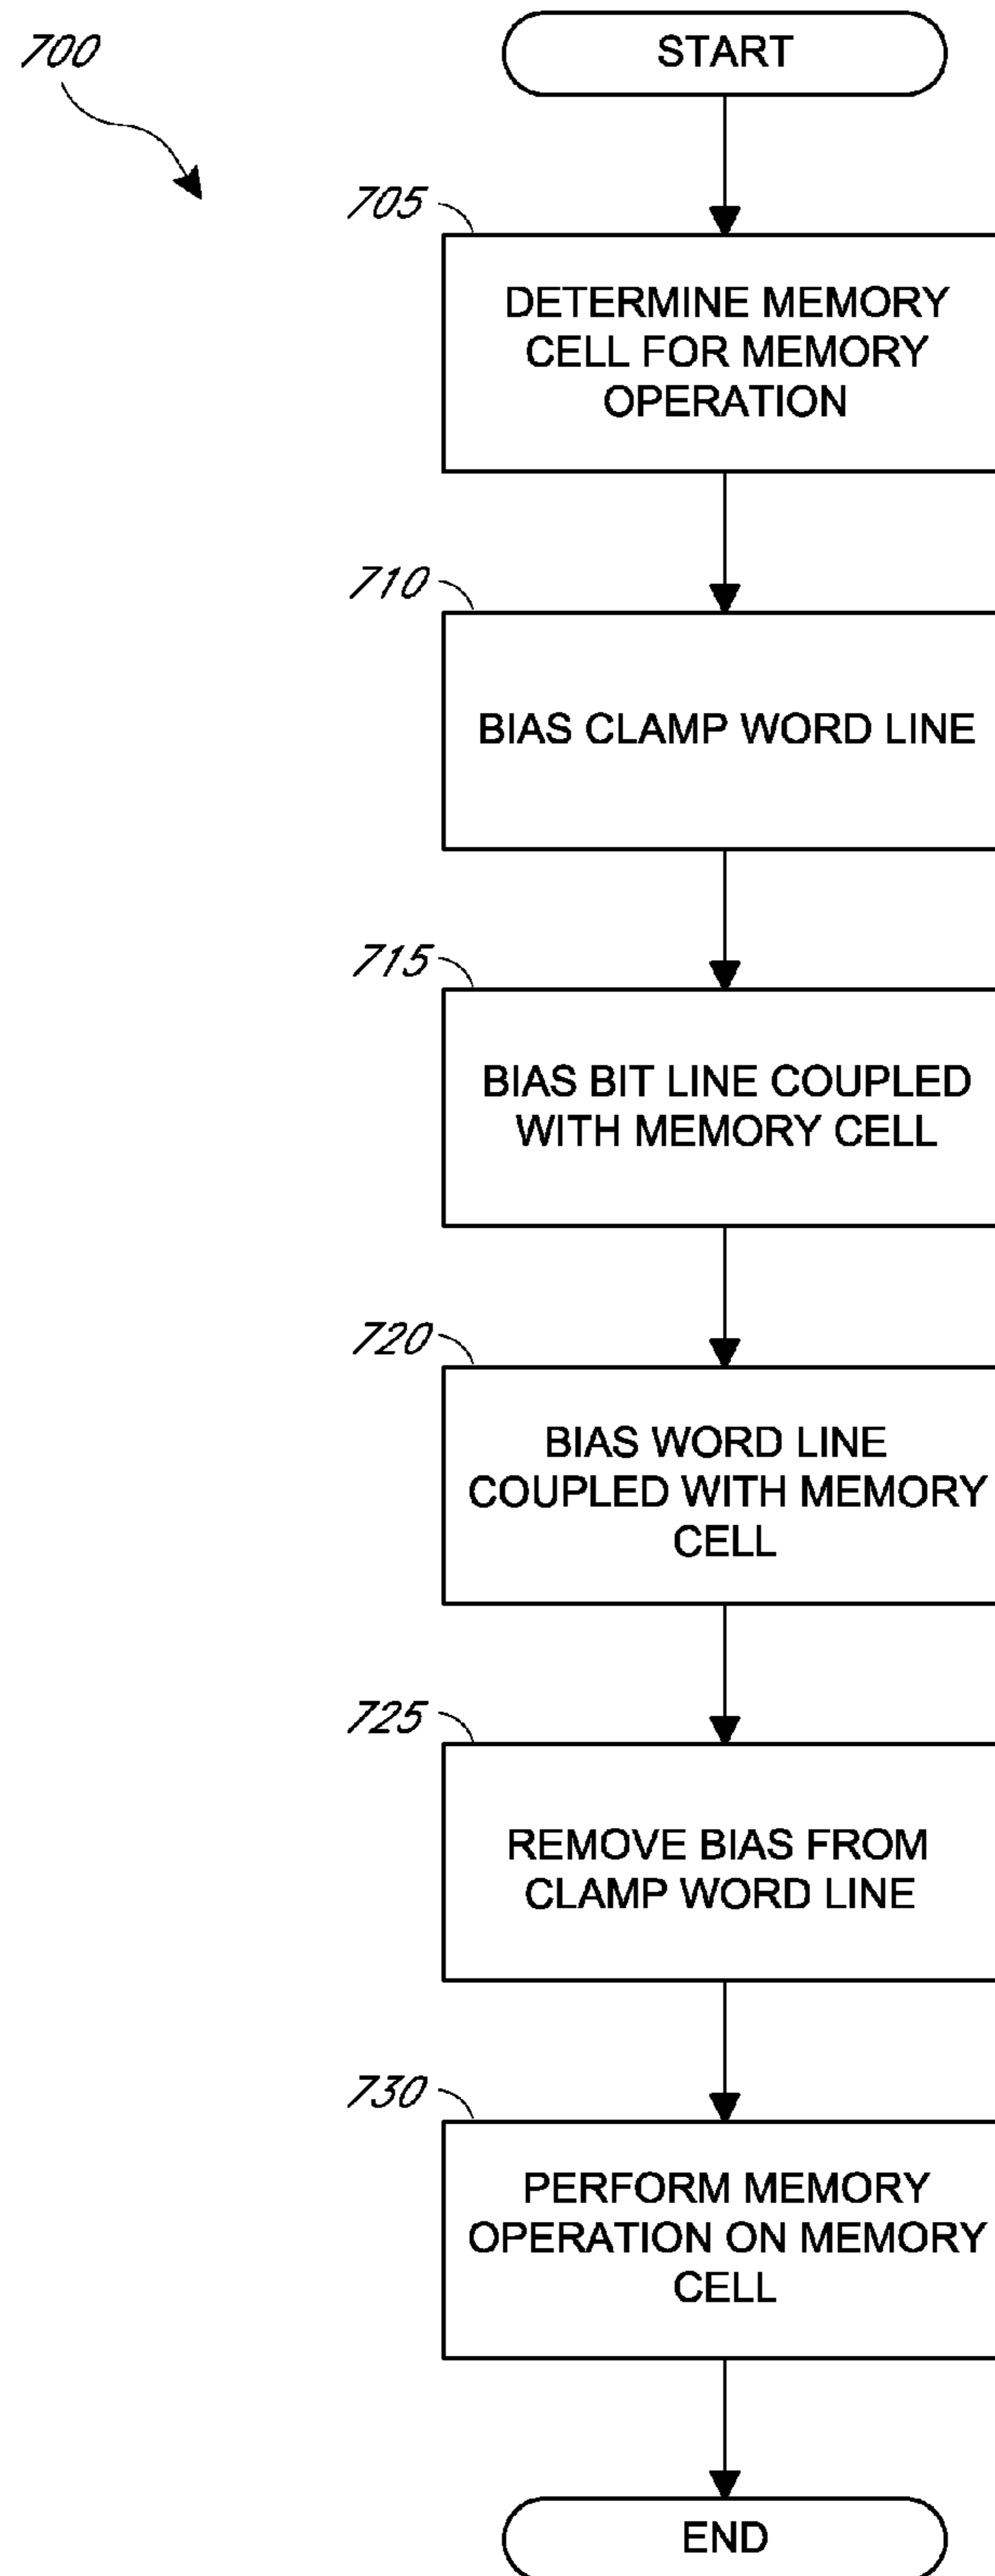 700
START
705
DETERMINE MEMORY
CELL FOR MEMORY
OPERATION
710
BIAS CLAMP WORD LINE
715
BIAS BIT LINE COUPLED
WITH MEMORY CELL
720
BIAS WORD LINE
COUPLED WITH MEMORY
CELL
725
REMOVE BIAS FROM
CLAMP WORD LINE
730
PERFORM MEMORY
OPERATION ON MEMORY
CELL
END